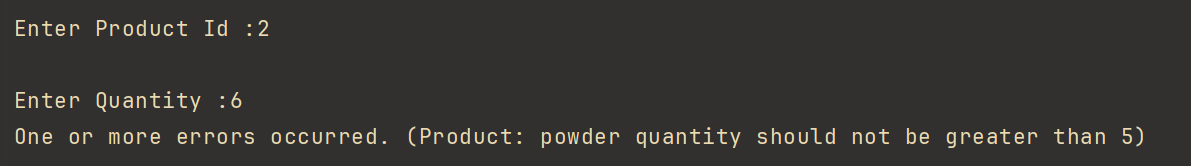 Enter Product Id :2
Enter Quantity :6
One or more errors occurred. (Product: powder quantity should not be greater than 5)